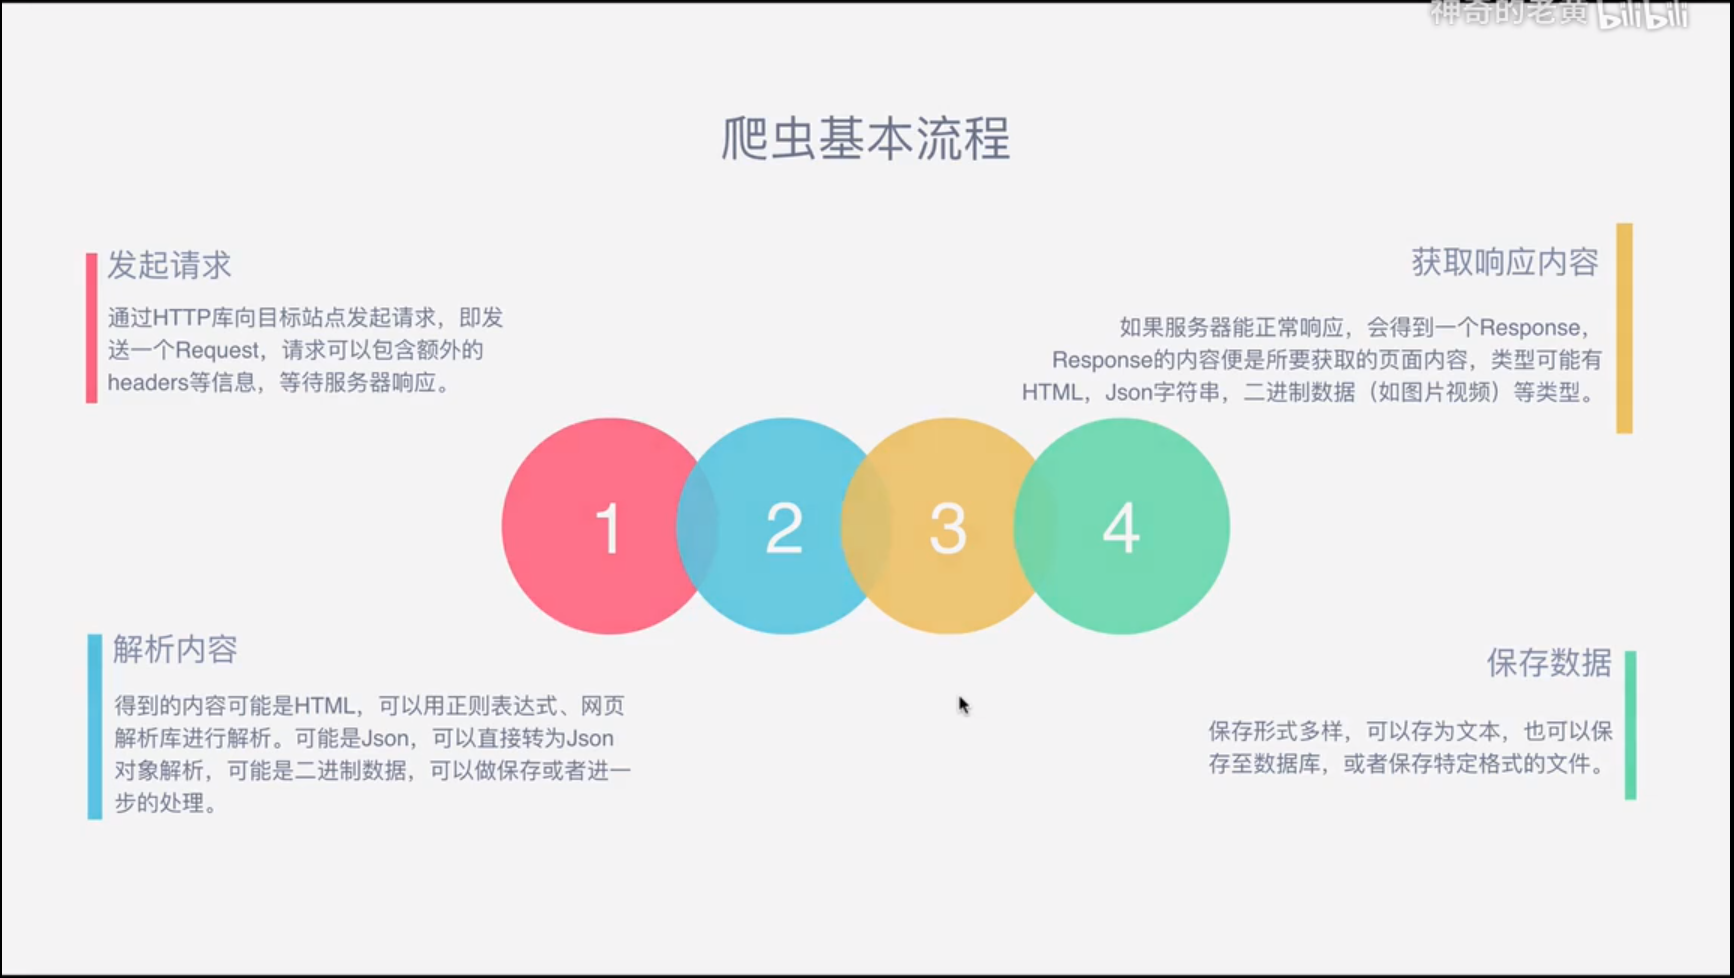 神奇的老黄 bilibili
爬虫基本流程
发起请求
通过HTTP库向目标站点发起请求，即发
送一个Request，请求可以包含额外的
headers等信息，等待服务器响应。
获取响应内容
如果服务器能正常响应，会得到一个Response，
Response的内容便是所要获取的页面内容，类型可能有
HTML，Json字符串，二进制数据（如图片视频）等类型。
1
2
3
4
解析内容
得到的内容可能是HTML，可以用正则表达式、网页
解析库进行解析。可能是Json，可以直接转为Json
对象解析，可能是二进制数据，可以做保存或者进一
步的处理。
保存数据
保存形式多样，可以存为文本，也可以保
存至数据库，或者保存特定格式的文件。